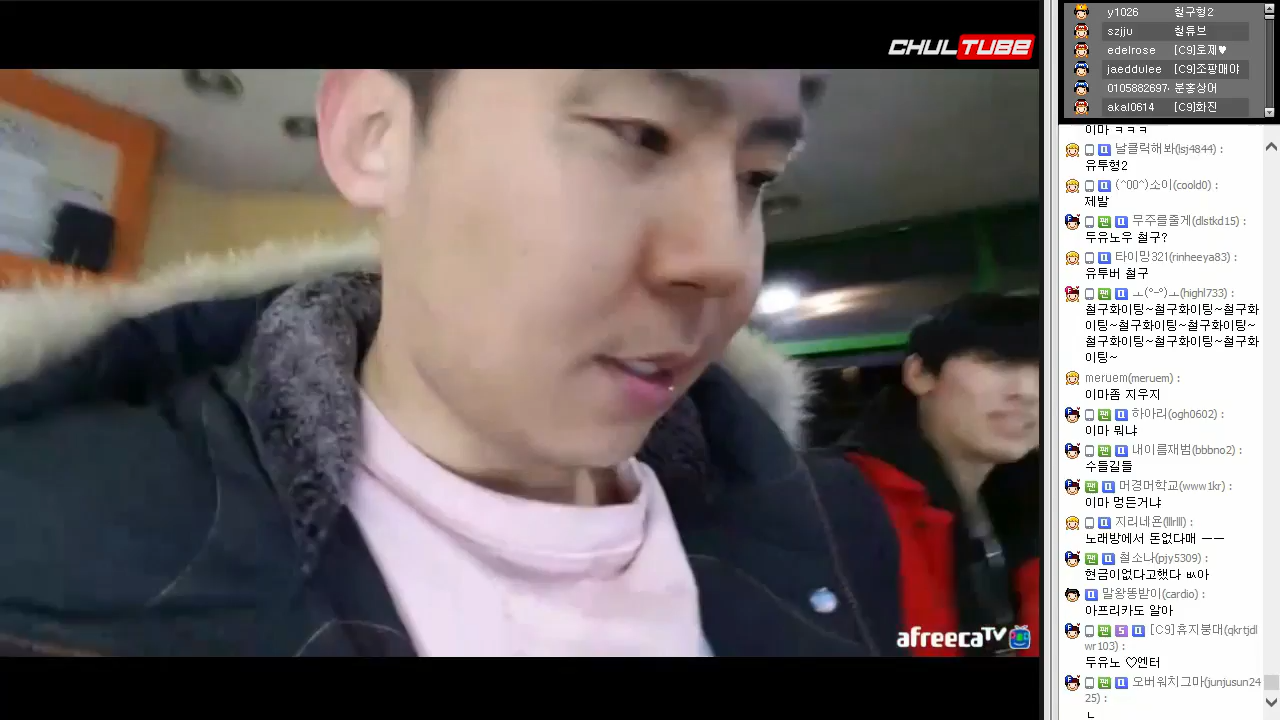 CHULTUBE
afreecaTV
y1026 철구형2
szjju 철튜브
edelrose [C9]토제♥
jaeddulee [C9]조팡매야
0105882697 분홍상어
akal0614 [C9]화진
이마 ㅋㅋㅋ
날클릭해봐(lsj4844) :
유투형2
(^00^)소이(coold0) :
제발
무주를줄게(dlstkd15) :
두유노우 철구?
타이밍321(rinheeya83) :
유투버 철구
ㅗ(°-°)ㅗ(highl733) :
철구화이팅~철구화이팅~철구화
이팅~철구화이팅~철구화이팅~
철구화이팅~철구화이팅~철구화
이팅~
meruem(meruem) :
이마좀 지우지
하아리(ogh0602) :
이마 뭐냐
내이름재범(bbbno2) :
수들길들
머경머학교(www1kr) :
이마 멍든거냐
지리네욘(lllrlll) :
노래방에서 돈없다매 ㅡㅡ
철소냐(pjy5309) :
현금이없다고했다 ㅄ아
말왕똥받이(cardio) :
아프리카도 알아
[C9]휴지붕대(qkrtjdl
wr103) :
두유노 ♡엔터
오버워치그마(junjusun24
25) :
ㄴ